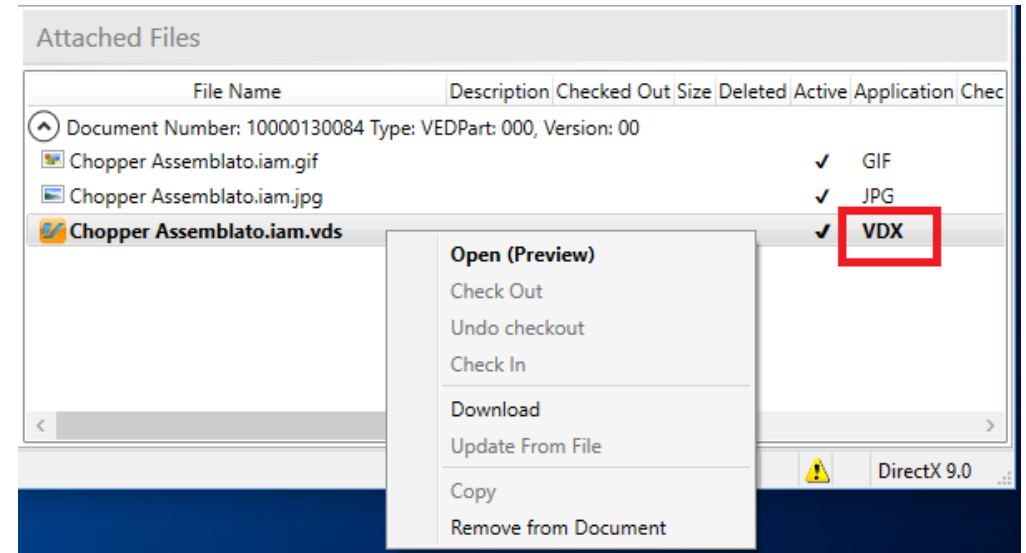 Attached Files
File Name Description Checked Out Size Deleted Active Application Chec
Document Number: 10000130084 Type: VEDPart: 000, Version: 00
Chopper Assemblato.iam.gif GIF
Chopper Assemblato.iam.jpg JPG
Chopper Assemblato.iam.vds VDX
Open (Preview)
Check Out
Undo checkout
Check In
Download
Update From File
Copy
Remove from Document
DirectX 9.0